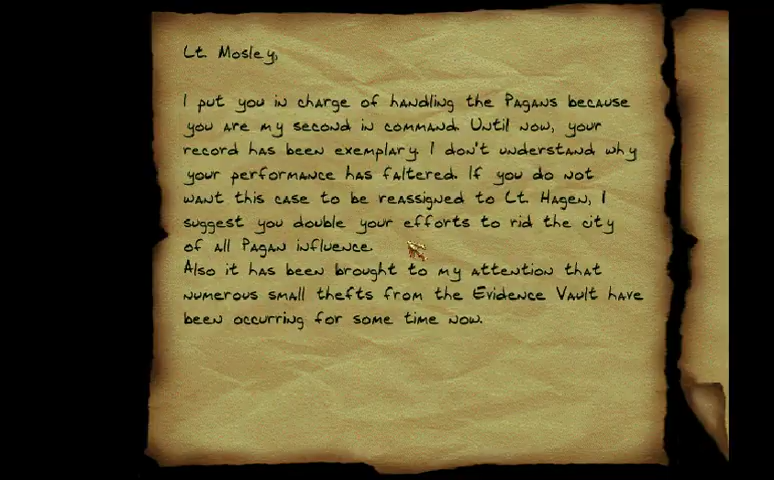 Lt. Mosley,
I put you in charge of handling the Pagans because
you are my second in command. Until now, your
record has been exemplary. I don't understand why
your performance has faltered. If you do not
want this case to be reassigned to Lt. Hagen, I
suggest you double your efforts to rid the city
of all Pagan influence.
Also it has been brought to my attention that
numerous small thefts from the Evidence Vault have
been occurring for some time now.